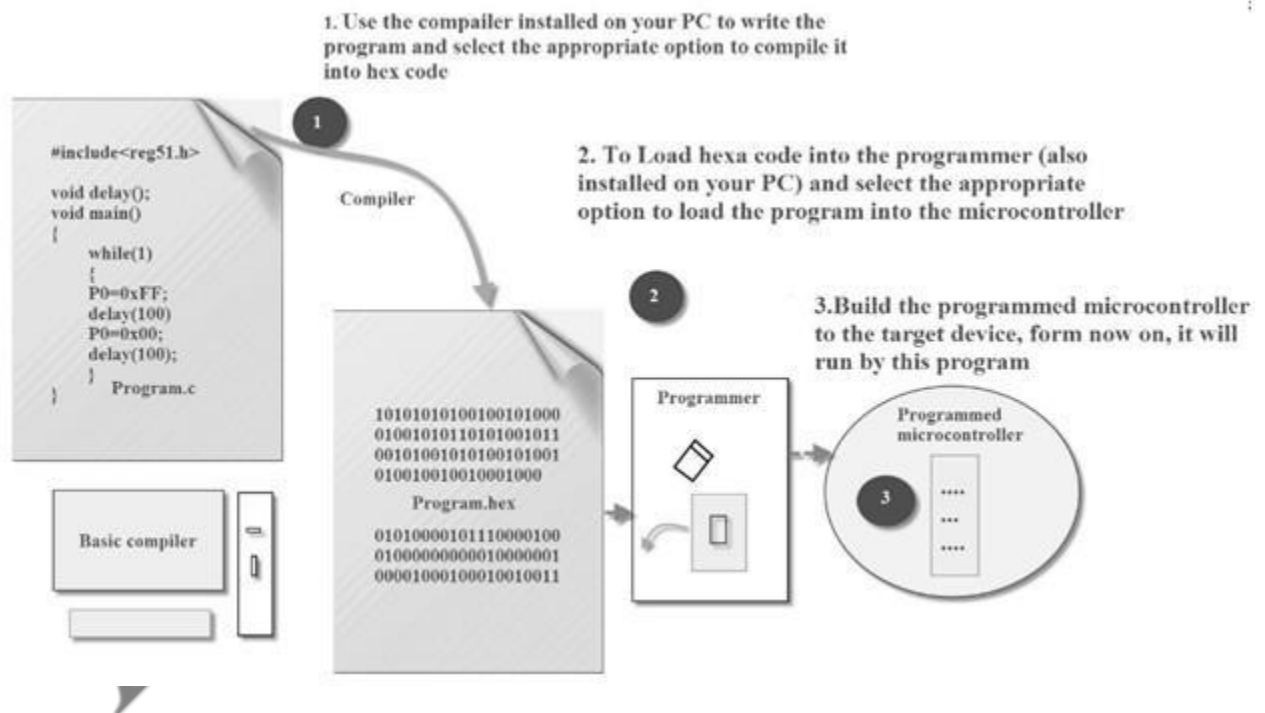 1. Use the compailer installed on your PC to write the
program and select the appropriate option to compile it
into hex code
1
#include<reg51.h>
void delay();
void main()
{
while(1)
{
P0=0xFF;
delay(100)
P0=0x00;
delay(100);
}
Program.c
}
Compiler
2. To Load hexa code into the programmer (also
installed on your PC) and select the appropriate
option to load the program into the microcontroller
2
3.Build the programmed microcontroller
to the target device, form now on, it will
run by this program
10101010100100101000
01001010110101001011
00101001010100101001
0100100100010001000
Program.hex
01010000101110000100
01000000000010000001
00001000100010010011
Programmer
Programmed
microcontroller
3
Basic compiler